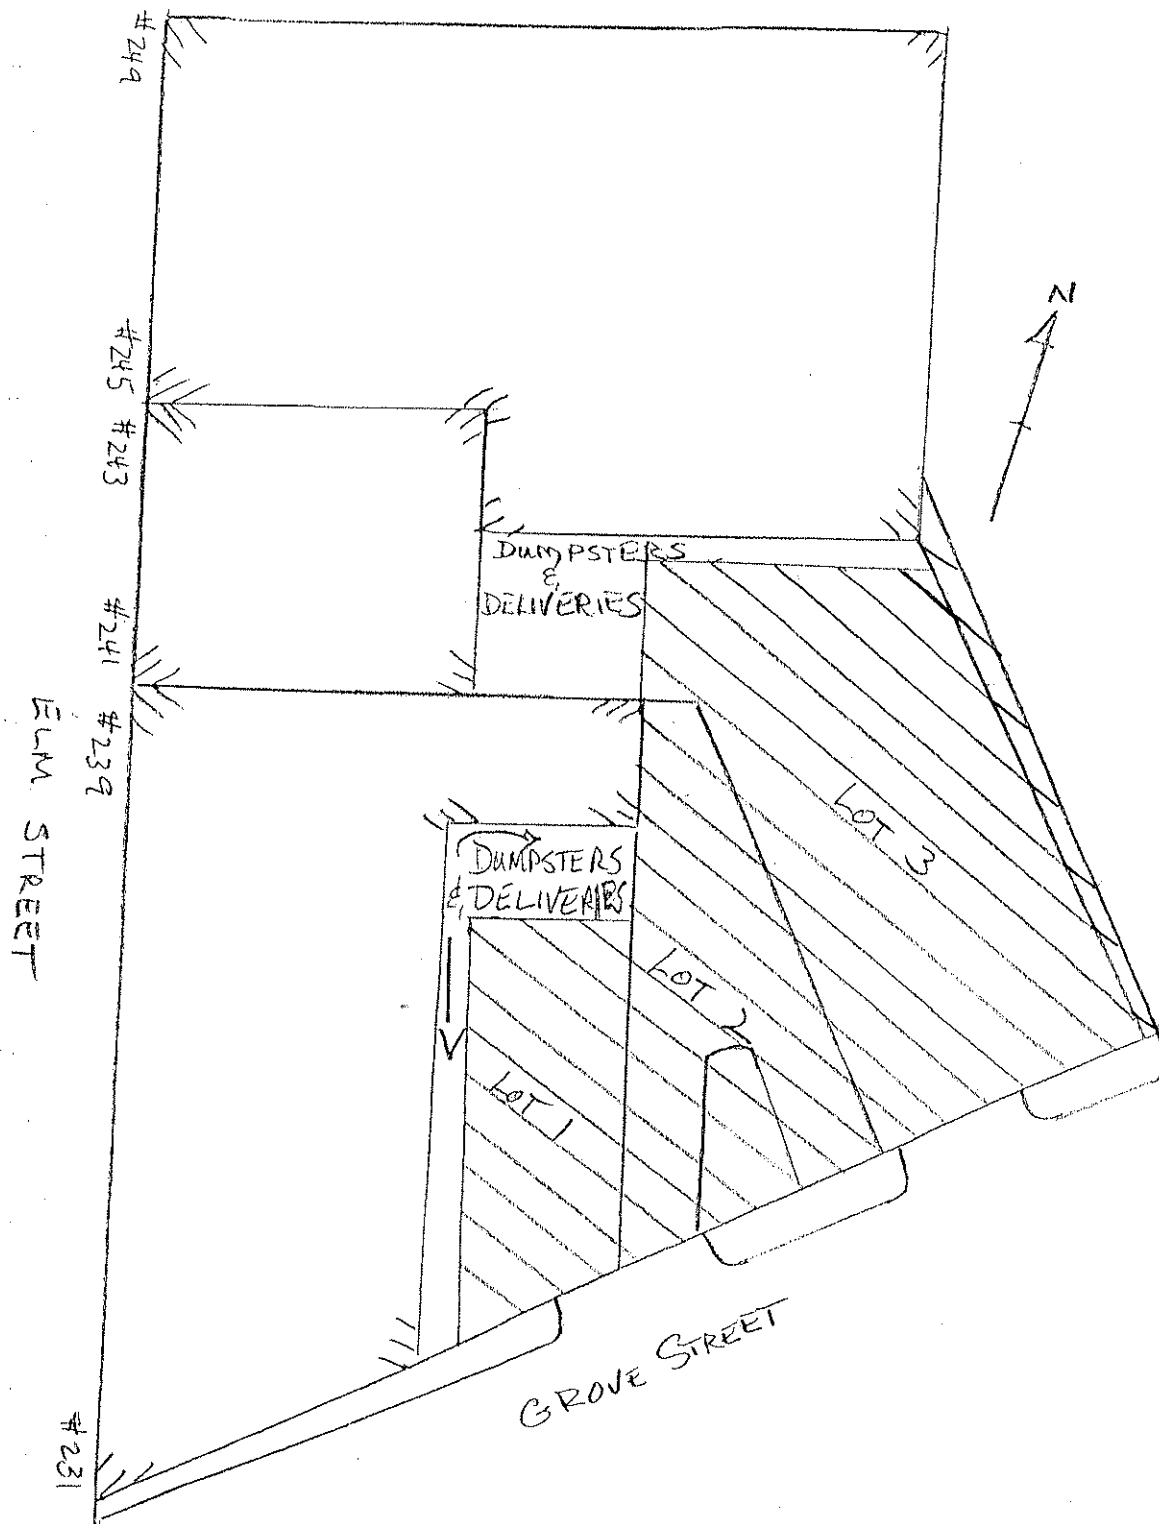 #249
N
#245
#243
DUMPSTERS
&
DELIVERIES
#241
#239
ELM STREET
LOT 3
DUMPSTERS
& DELIVERIES
LOT 2
LOT 1
GROVE STREET
#231